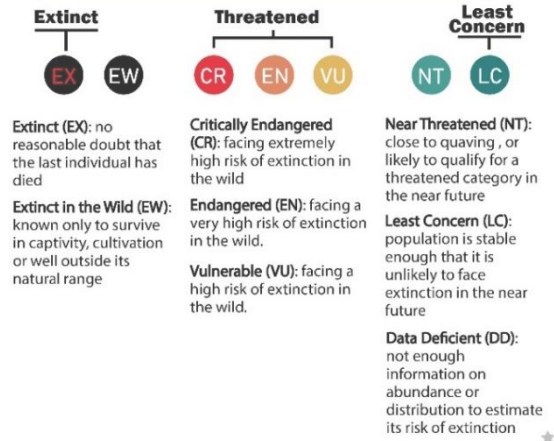 Extinct
Threatened
Least
Concern
EX
EW
CR
EN
VU
NT
LC
Extinct (EX): no
reasonable doubt that
the last individual has
died
Extinct in the Wild (EW):
known only to survive
in captivity, cultivation
or well outside its
natural range
Critically Endangered
(CR): facing extremely
high risk of extinction in
the wild
Endangered (EN): facing a
very high risk of extinction
in the wild.
Vulnerable (VU): facing a
high risk of extinction in
the wild.
Near Threatened (NT):
close to quaving , or
likely to qualify for a
threatened category in
the near future
Least Concern (LC):
population is stable
enough that it is
unlikely to face
extinction in the near
future
Data Deficient (DD):
not enough
information on
abundance or
distribution to estimate
its risk of extinction